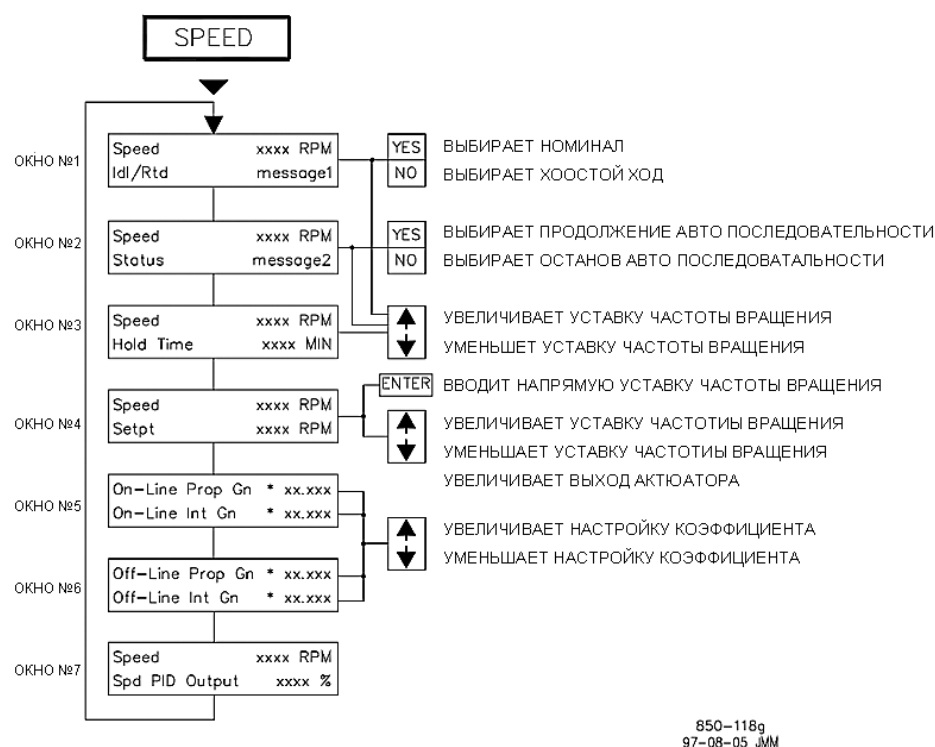 SPEED
ОКНО №1
Speed xxxx RPM
Idl/Rtd message1
YES ВЫБИРАЕТ НОМИНАЛ
NO ВЫБИРАЕТ ХООСТОЙ ХОД
ОКНО №2
Speed xxxx RPM
Status message2
YES ВЫБИРАЕТ ПРОДОЛЖЕНИЕ АВТО ПОСЛЕДОВАТЕЛЬНОСТИ
NO ВЫБИРАЕТ ОСТАНОВ АВТО ПОСЛЕДОВАТАЛЬНОСТИ
ОКНО №3
Speed xxxx RPM
Hold Time xxxx MIN
УВЕЛИЧИВАЕТ УСТАВКУ ЧАСТОТЫ ВРАЩЕНИЯ
УМЕНЬШЕТ УСТАВКУ ЧАСТОТЫ ВРАЩЕНИЯ
ENTER ВВОДИТ НАПРЯМУЮ УСТАВКУ ЧАСТОТЫ ВРАЩЕНИЯ
ОКНО №4
Speed xxxx RPM
Setpt xxxx RPM
УВЕЛИЧИВАЕТ УСТАВКУ ЧАСТОТИЫ ВРАЩЕНИЯ
УМЕНЬШАЕТ УСТАВКУ ЧАСТОТИЫ ВРАЩЕНИЯ
УВЕЛИЧИВАЕТ ВЫХОД АКТЮАТОРА
ОКНО №5
On-Line Prop Gn * xx.xxx
On-Line Int Gn * xx.xxx
УВЕЛИЧИВАЕТ НАСТРОЙКУ КОЭФФИЦИЕНТА
УМЕНЬШАЕТ НАСТРОЙКУ КОЭФФИЦИЕНТА
ОКНО №6
Off-Line Prop Gn * xx.xxx
Off-Line Int Gn * xx.xxx
ОКНО №7
Speed xxxx RPM
Spd PID Output xxxx %
850-118g
97-08-05 JMM